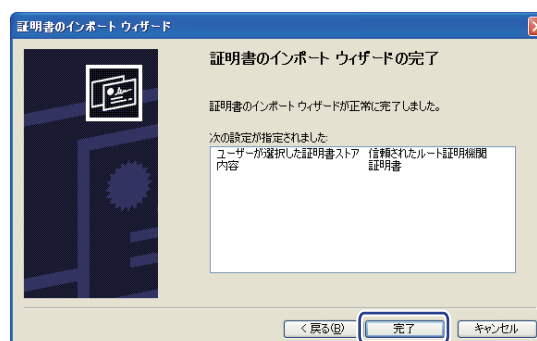 証明書のインポート ウィザード
証明書のインポート ウィザードの完了
証明書のインポート ウィザードが正常に完了しました。
次の設定が指定されました:
ユーザーが選択した証明書ストア 信頼されたルート証明機関
内容 証明書
< 戻る(B) 完了 キャンセル